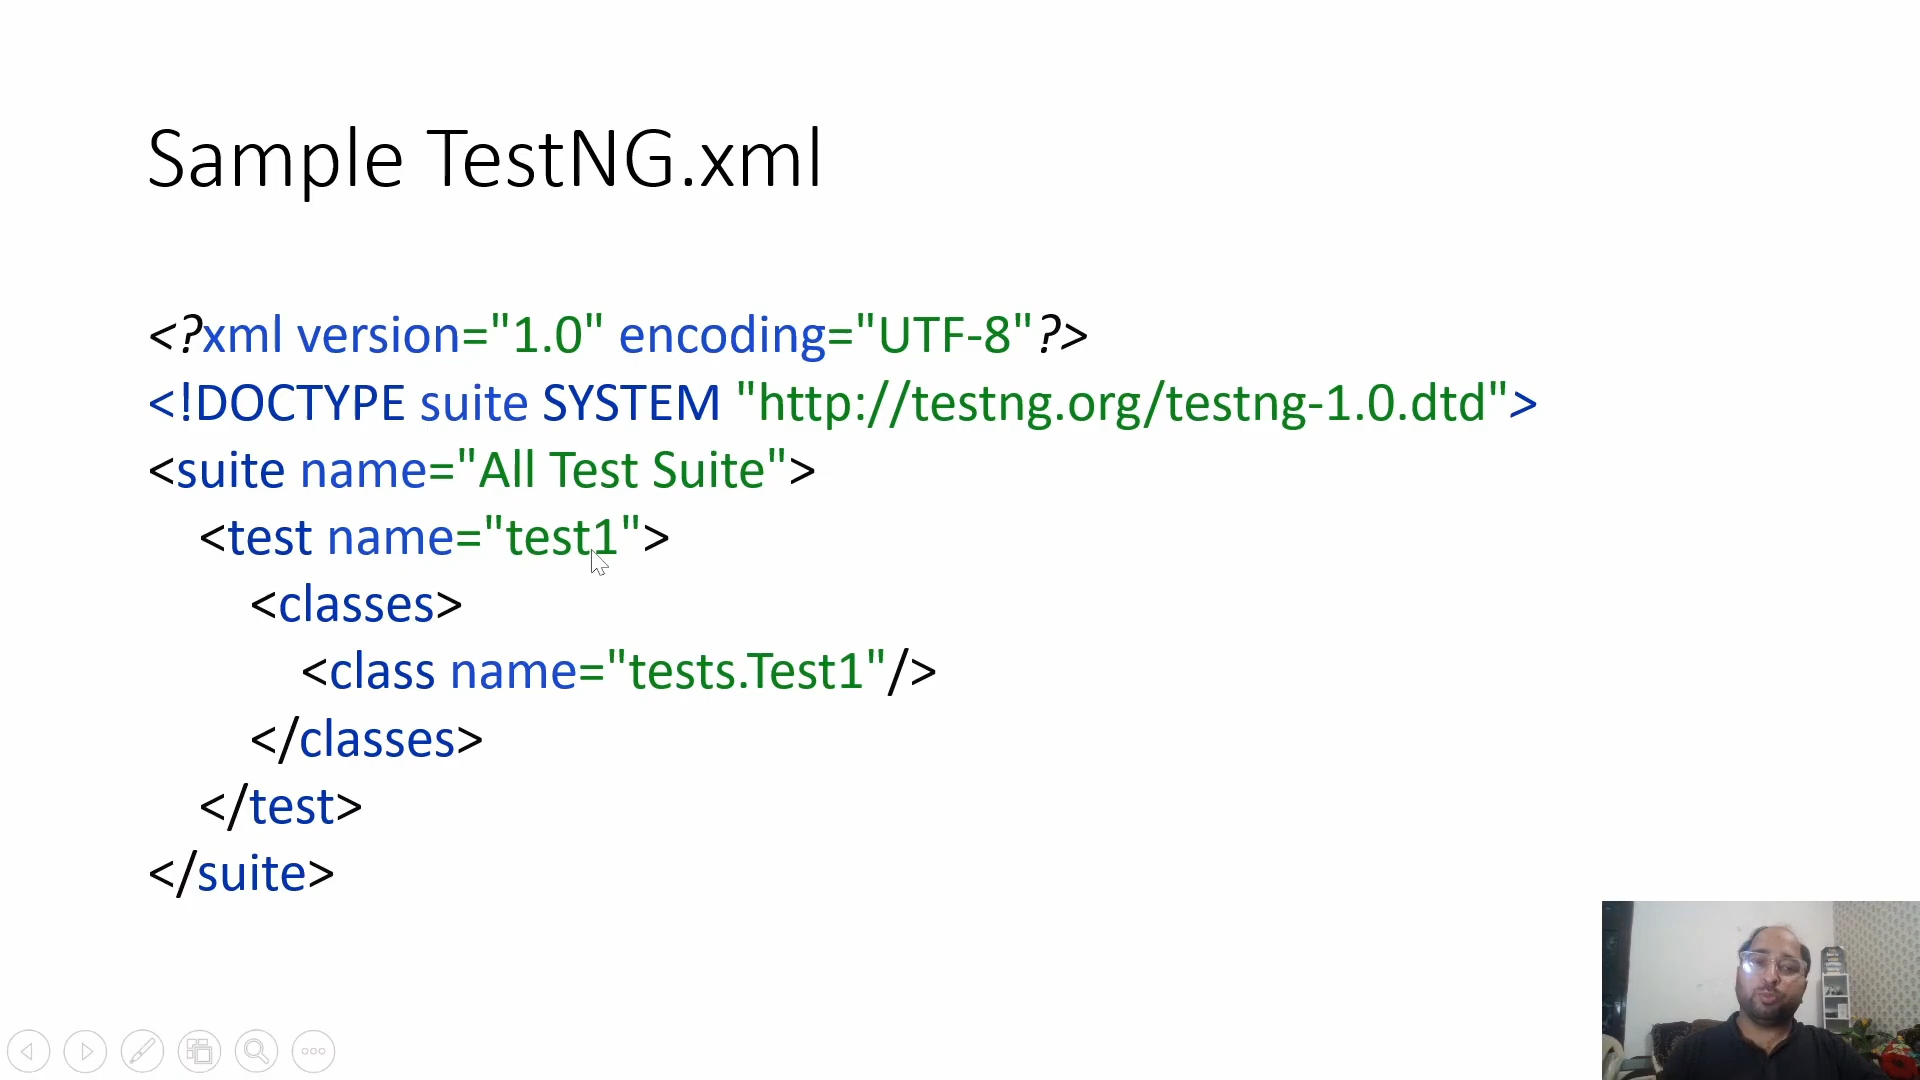 Sample TestNG.xml
<?xml version="1.0" encoding="UTF-8"?>
<!DOCTYPE suite SYSTEM "http://testng.org/testng-1.0.dtd">
<suite name="All Test Suite">
<test name="test1">
<classes>
<class name="tests.Test1"/>
</classes>
</test>
</suite>